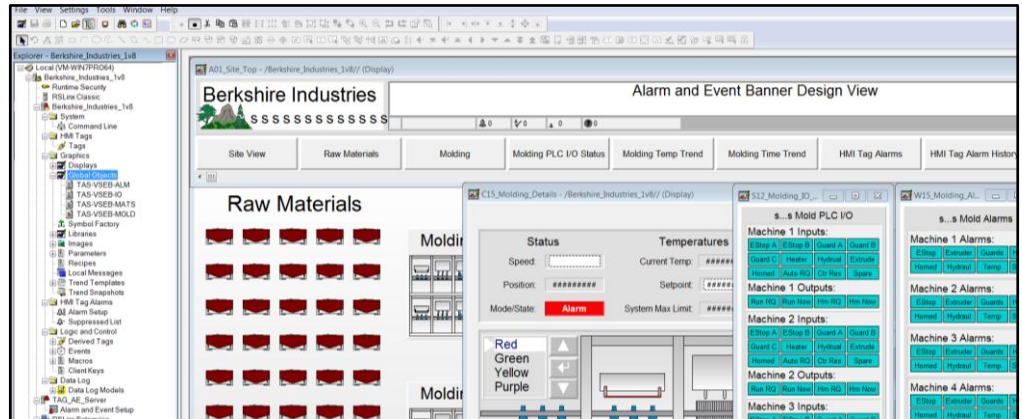 File View Settings Tools Window Help
Explorer - Berkshire_Industries_1v8
Local (VM-WIN7PRO64)
Berkshire_Industries_1v8
Runtime Security
RSLinx Classic
Berkshire_Industries_1v8
System
Command Line
HMI Tags
Tags
Graphics
Displays
Global Objects
TAS-VSEB-ALM
TAS-VSEB-IO
TAS-VSEB-MATS
TAS-VSEB-MOLD
Symbol Factory
Libraries
Images
Parameters
Recipes
Local Messages
Trend Templates
Trend Snapshots
HMI Tag Alarms
Alarm Setup
Suppressed List
Logic and Control
Derived Tags
Events
Macros
Client Keys
Data Log
Data Log Models
TAG_AE_Server
Alarm and Event Setup
RSLinx Enterprise
A01_Site_Top - /Berkshire_Industries_1v8// (Display)
Berkshire Industries
Alarm and Event Banner Design View
S S S S S S S S S S S S S
0 0 0 0
Site View Raw Materials Molding Molding PLC I/O Status Molding Temp Trend Molding Time Trend HMI Tag Alarms HMI Tag Alarm History
Raw Materials
Moldin
Moldin
C15_Molding_Details - /Berkshire_Industries_1v8// (Display)
Status Temperatures
Speed: Current Temp: ######
Position: ######### Setpoint: #####
Mode/State: Alarm System Max Limit: #####
Red
Green
Yellow
Purple
S12_Molding_IO_...
s...s Mold PLC I/O
Machine 1 Inputs:
EStop A EStop B Guard A Guard B
Guard C Heater Hydrual Extrude
Homed Auto RQ Clr Res Spare
Machine 1 Outputs:
Run RQ Run Now Hm RQ Hm Now
Machine 2 Inputs:
EStop A EStop B Guard A Guard B
Guard C Heater Hydrual Extrude
Homed Auto RQ Clr Res Spare
Machine 2 Outputs:
Run RQ Run Now Hm RQ Hm Now
Machine 3 Inputs:
W15_Molding_AL...
s...s Mold Alarms
Machine 1 Alarms:
EStop Extruder Guards
Homed Hydraul Temp
Machine 2 Alarms:
EStop Extruder Guards
Homed Hydraul Temp
Machine 3 Alarms:
EStop Extruder Guards
Homed Hydraul Temp
Machine 4 Alarms:
EStop Extruder Guards
Homed Hydraul Temp